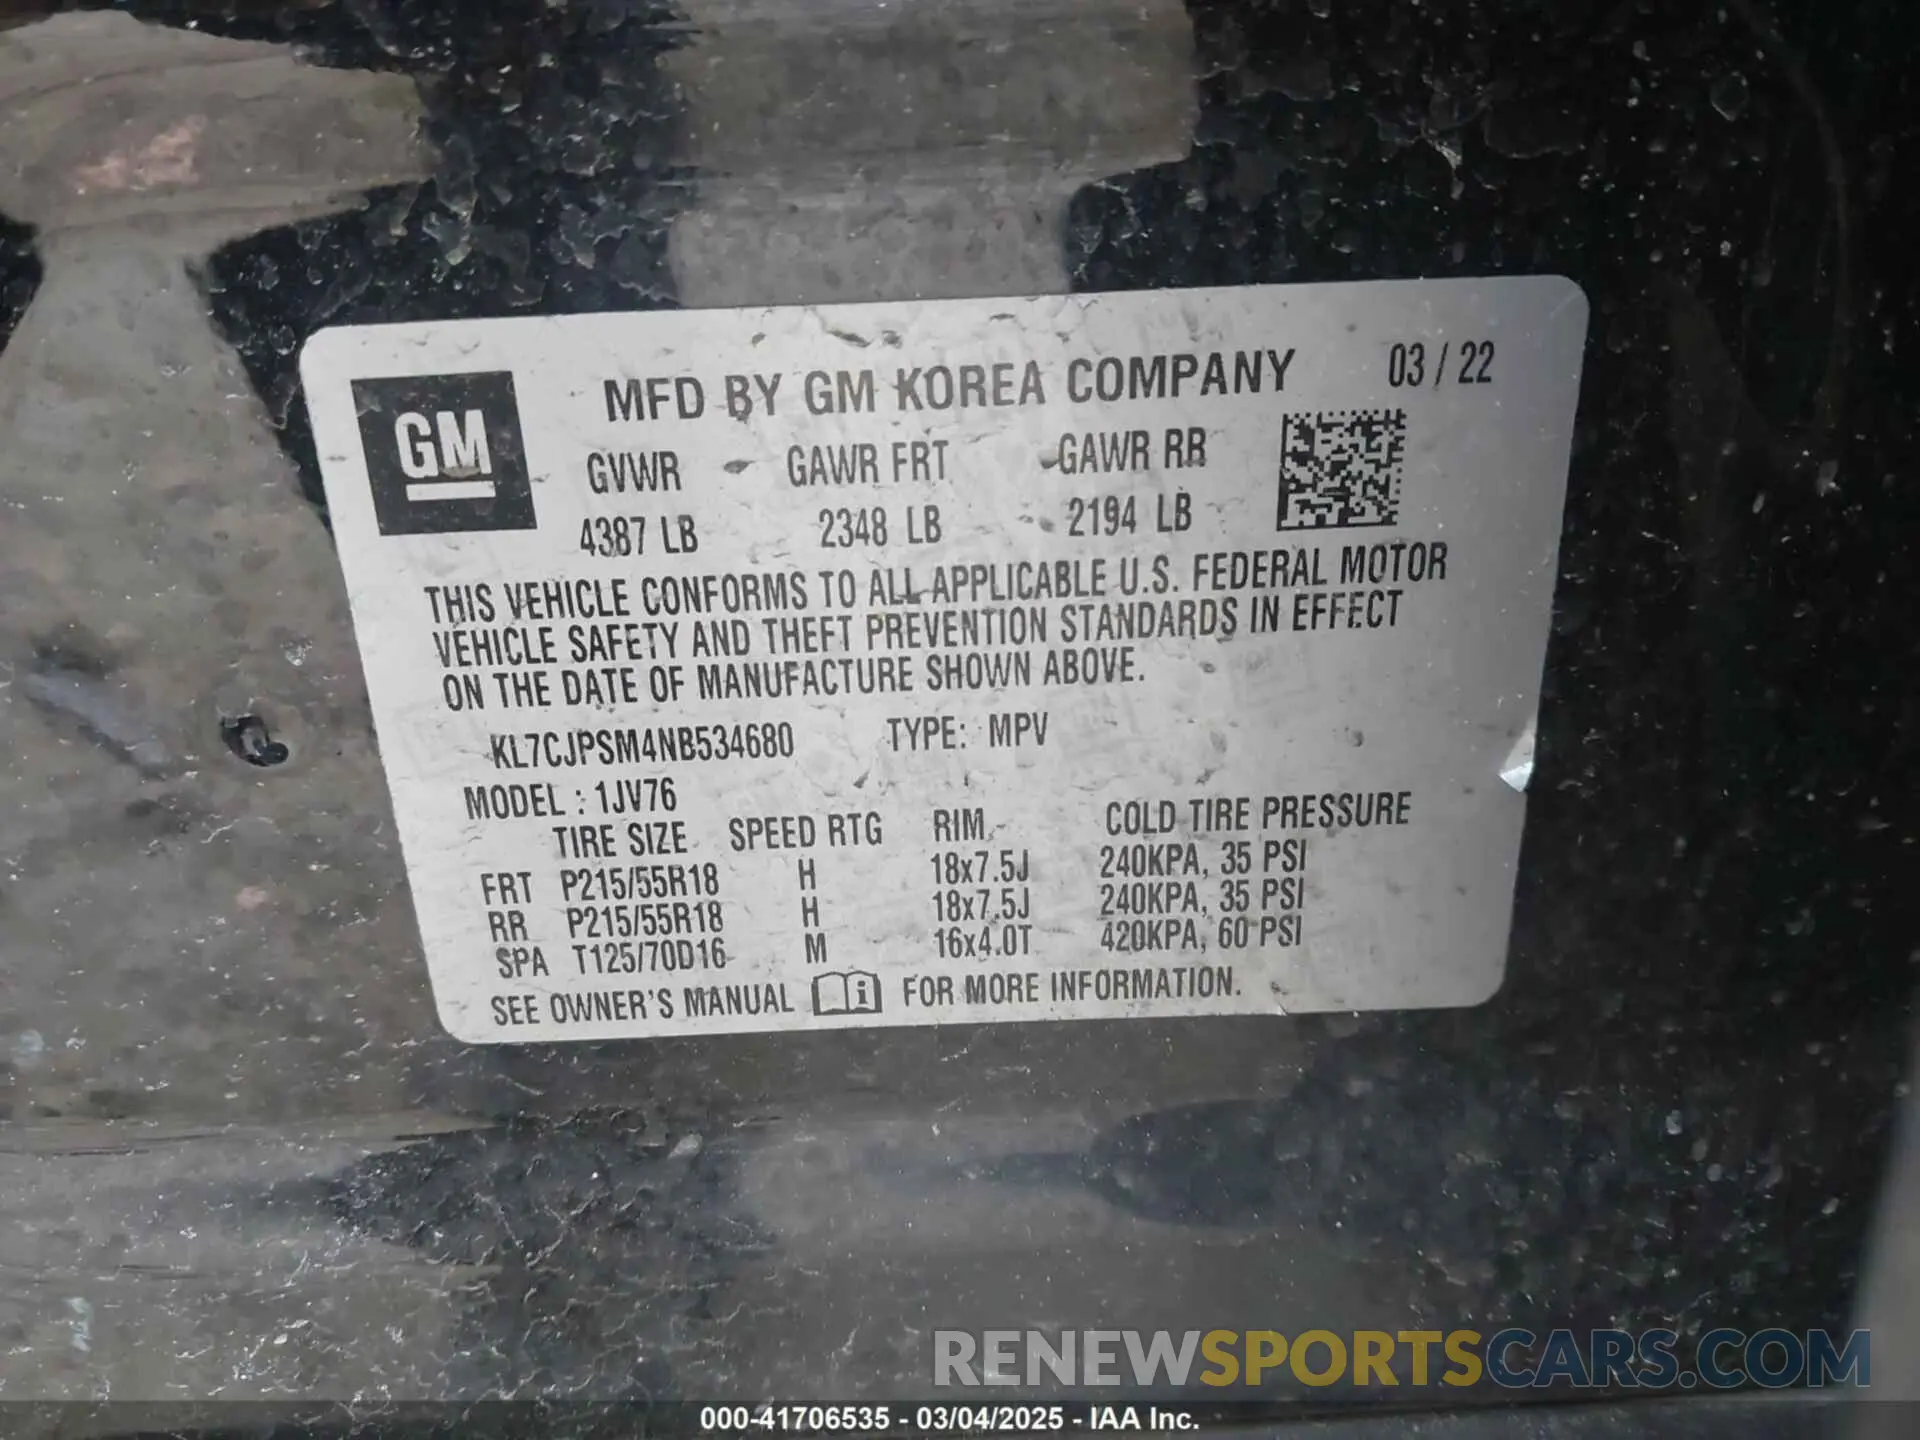 GM
MFD BY GM KOREA COMPANY 03 / 22
GVWR GAWR FRT GAWR RR
4387 LB 2348 LB 2194 LB
THIS VEHICLE CONFORMS TO ALL APPLICABLE U.S. FEDERAL MOTOR
VEHICLE SAFETY AND THEFT PREVENTION STANDARDS IN EFFECT
ON THE DATE OF MANUFACTURE SHOWN ABOVE.
KL7CJPSM4NB534680 TYPE: MPV
MODEL : 1JV76
TIRE SIZE SPEED RTG RIM COLD TIRE PRESSURE
FRT P215/55R18 H 18x7.5J 240KPA, 35 PSI
RR P215/55R18 H 18x7.5J 240KPA, 35 PSI
SPA T125/70D16 M 16x4.0T 420KPA, 60 PSI
SEE OWNER'S MANUAL i FOR MORE INFORMATION.
RENEWSPORTSCARS.COM
000-41706535 - 03/04/2025 - IAA Inc.